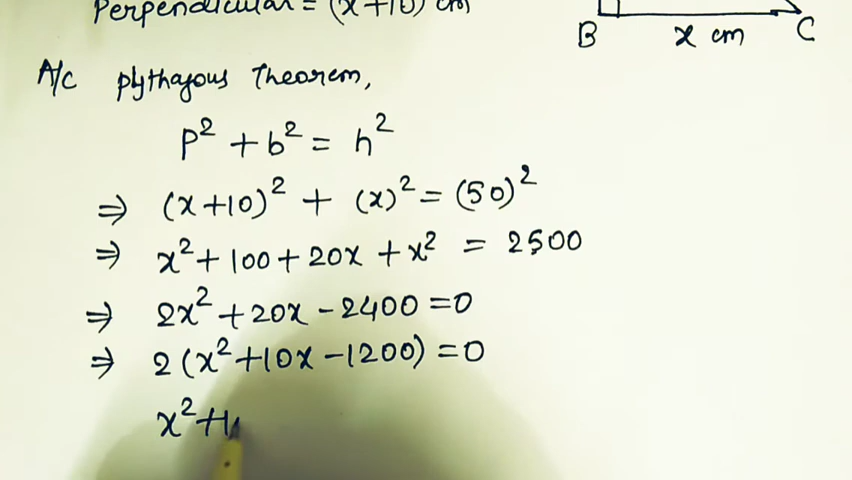 Perpendicular = (x+10) cm
B x cm C
A/c pythagous Theorem,
p² + b² = h²
⇒ (x+10)² + (x)² = (50)²
⇒ x² + 100 + 20x + x² = 2500
⇒ 2x² + 20x - 2400 = 0
⇒ 2(x² + 10x - 1200) = 0
x² + 1